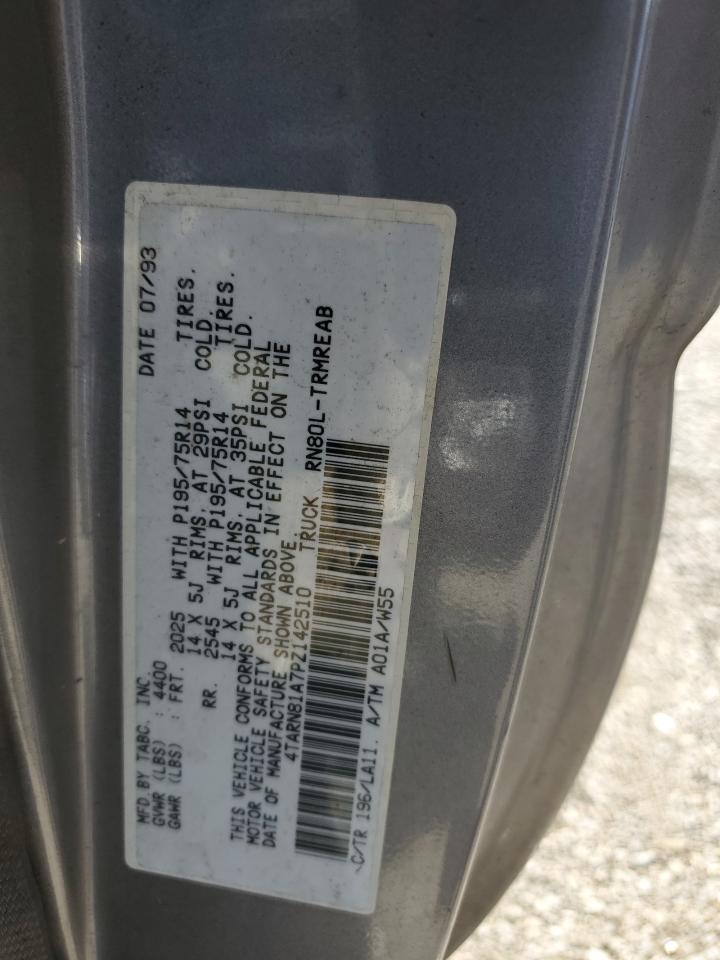 MFD BY TABC, INC. DATE 07/93
GVWR (LBS) : 4400
GAWR (LBS) : FRT. 2025 WITH P195/75R14 TIRES.
14 X 5J RIMS. AT 29PSI COLD.
RR. 2545 WITH P195/75R14 TIRES.
14 X 5J RIMS. AT 35PSI COLD.
THIS VEHICLE CONFORMS TO ALL APPLICABLE FEDERAL
MOTOR VEHICLE SAFETY STANDARDS IN EFFECT ON THE
DATE OF MANUFACTURE SHOWN ABOVE.
4TARN81A7PZ142510 TRUCK RN80L-TRMREAB
C/TR 196/LA11. A/TM A01A/W55